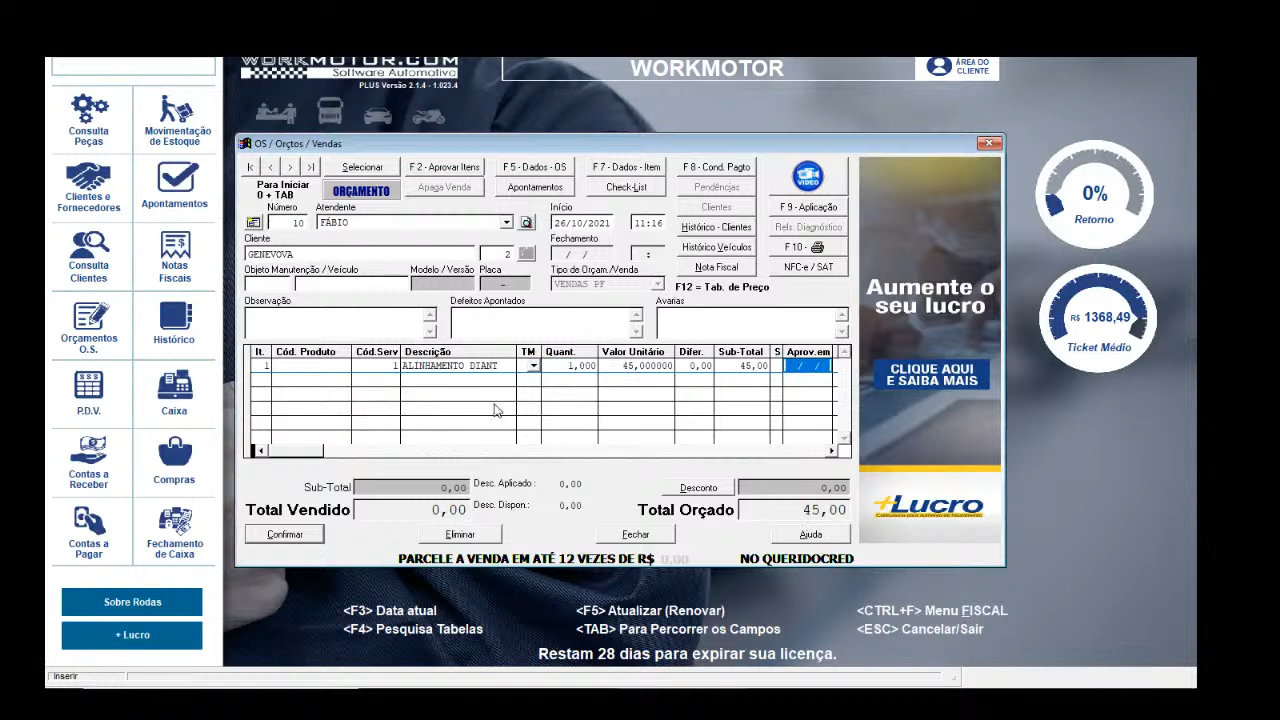 WORKMOTOR.COM
Software Automotivo
PLUS Versão 2.1.4 - 1.023.4
WORKMOTOR
ÁREA DO
CLIENTE
Consulta
Peças
Movimentação
de Estoque
Clientes e
Fornecedores
Apontamentos
Consulta
Clientes
Notas
Fiscais
Orçamentos
O.S.
Histórico
P.D.V.
Caixa
Contas a
Receber
Compras
Contas a
Pagar
Fechamento
de Caixa
Sobre Rodas
+ Lucro
OS / Orçtos / Vendas
Selecionar
F 2 - Aprovar Itens
F 5 - Dados - OS
F 7 - Dados - Item
F 8 - Cond. Pagto
VIDEO
Para Iniciar
0 + TAB
ORÇAMENTO
Apaga Venda
Apontamentos
Check-List
Pendências
Número
Atendente
Início
Clientes
F 9 - Aplicação
10
FÁBIO
26/10/2021
11:16
Histórico - Clientes
Rels. Diagnóstico
Cliente
Fechamento
GENEVOVA
2
/ /
:
Histórico Veículos
F 10 -
Objeto Manutenção / Veículo
Modelo / Versão
Placa
Tipo de Orçam./Venda
Nota Fiscal
NFC-e / SAT
-
VENDAS PF
F12 = Tab. de Preço
Observação
Defeitos Apontados
Avarias
It.
Cód. Produto
Cód.Serv
Descrição
TM
Quant.
Valor Unitário
Difer.
Sub-Total
S
Aprov.em
1
1
ALINHAMENTO DIANT
1,000
45,000000
0,00
45,00
/ /
Sub-Total
0,00
Desc. Aplicado :
0,00
Desconto
0,00
Total Vendido
0,00
Desc. Dispon.:
0,00
Total Orçado
45,00
Confirmar
Eliminar
Fechar
Ajuda
PARCELE A VENDA EM ATÉ 12 VEZES DE R$ 0,00
NO QUERIDOCRED
Aumente o
seu lucro
CLIQUE AQUI
E SAIBA MAIS
+Lucro
0%
Retorno
R$ 1368,49
Ticket Médio
<F3> Data atual
<F5> Atualizar (Renovar)
<CTRL+F> Menu FISCAL
<F4> Pesquisa Tabelas
<TAB> Para Percorrer os Campos
<ESC> Cancelar/Sair
Restam 28 dias para expirar sua licença.
Inserir